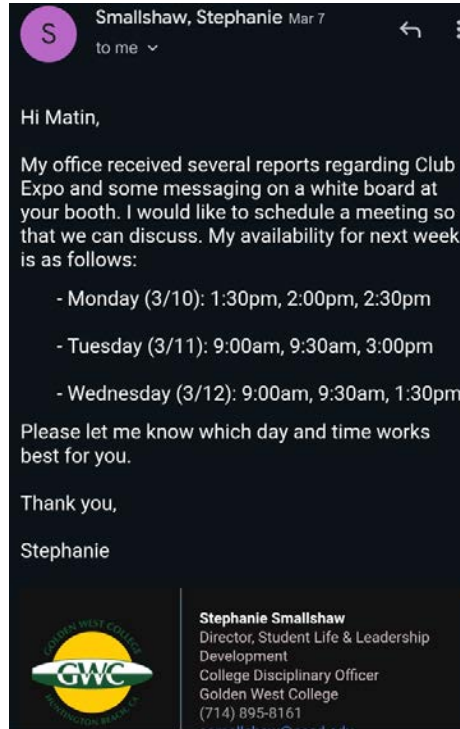 Smallshaw, Stephanie Mar 7
S
to me
Hi Matin,
My office received several reports regarding Club
Expo and some messaging on a white board at
your booth. I would like to schedule a meeting so
that we can discuss. My availability for next week
is as follows:
- Monday (3/10): 1:30pm, 2:00pm, 2:30pm
- Tuesday (3/11): 9:00am, 9:30am, 3:00pm
- Wednesday (3/12): 9:00am, 9:30am, 1:30pm
Please let me know which day and time works
best for you.
Thank you,
Stephanie
GOLDEN WEST COLLEGE
GWC
HUNTINGTON BEACH, CA
Stephanie Smallshaw
Director, Student Life & Leadership
Development
College Disciplinary Officer
Golden West College
(714) 895-8161